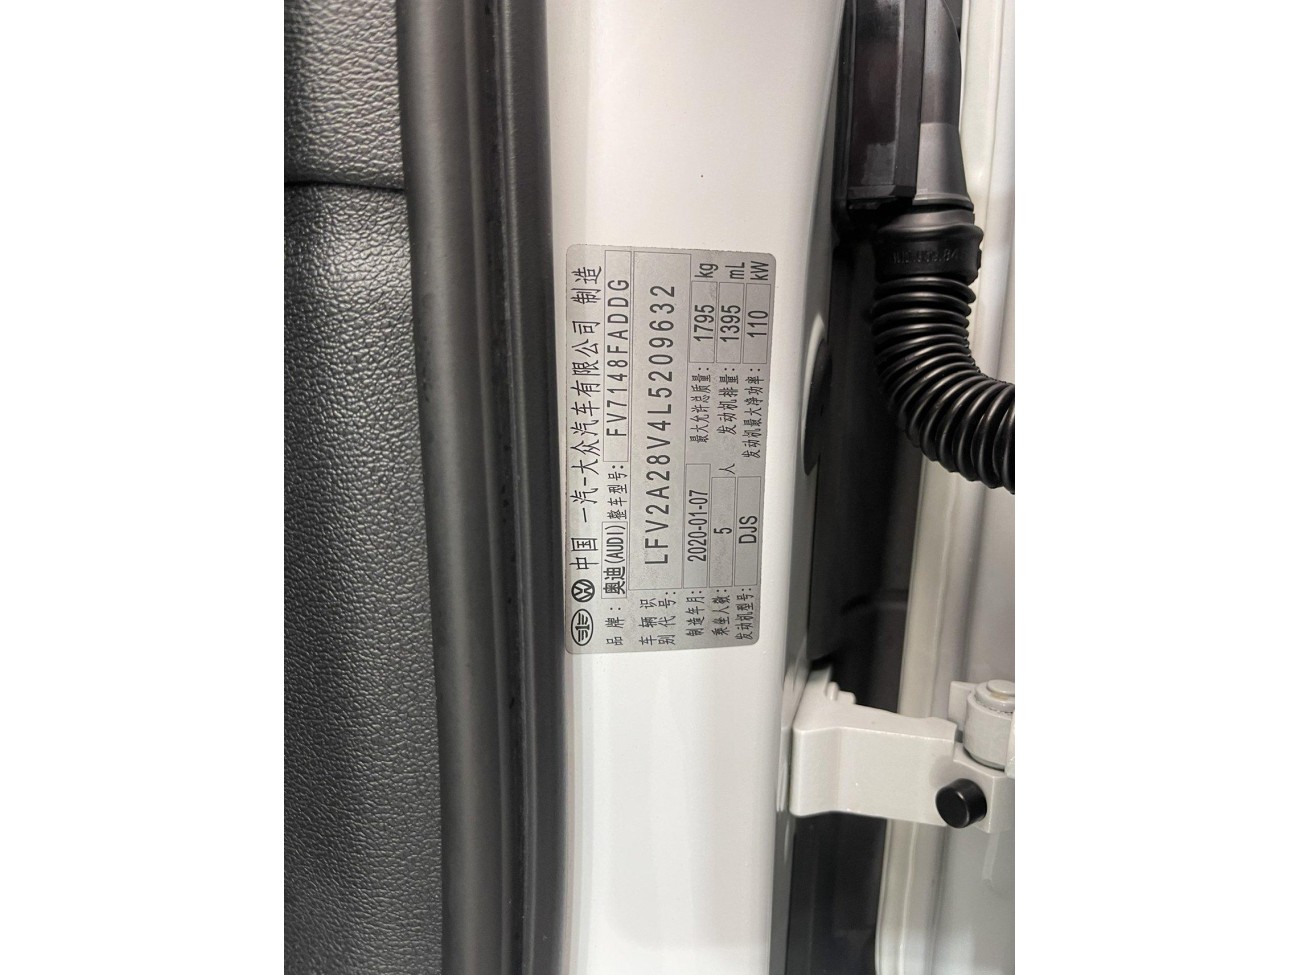 中国 一汽-大众汽车有限公司 制造
品牌: 奥迪(AUDI) 整车型号: FV7148FADDG
车辆识别代号: LFV2A28V4L5209632
制造年月: 2020-01-07 最大允许总质量: 1795 kg
乘坐人数: 5 人 发动机排量: 1395 mL
发动机型号: DJS 发动机最大净功率: 110 kW